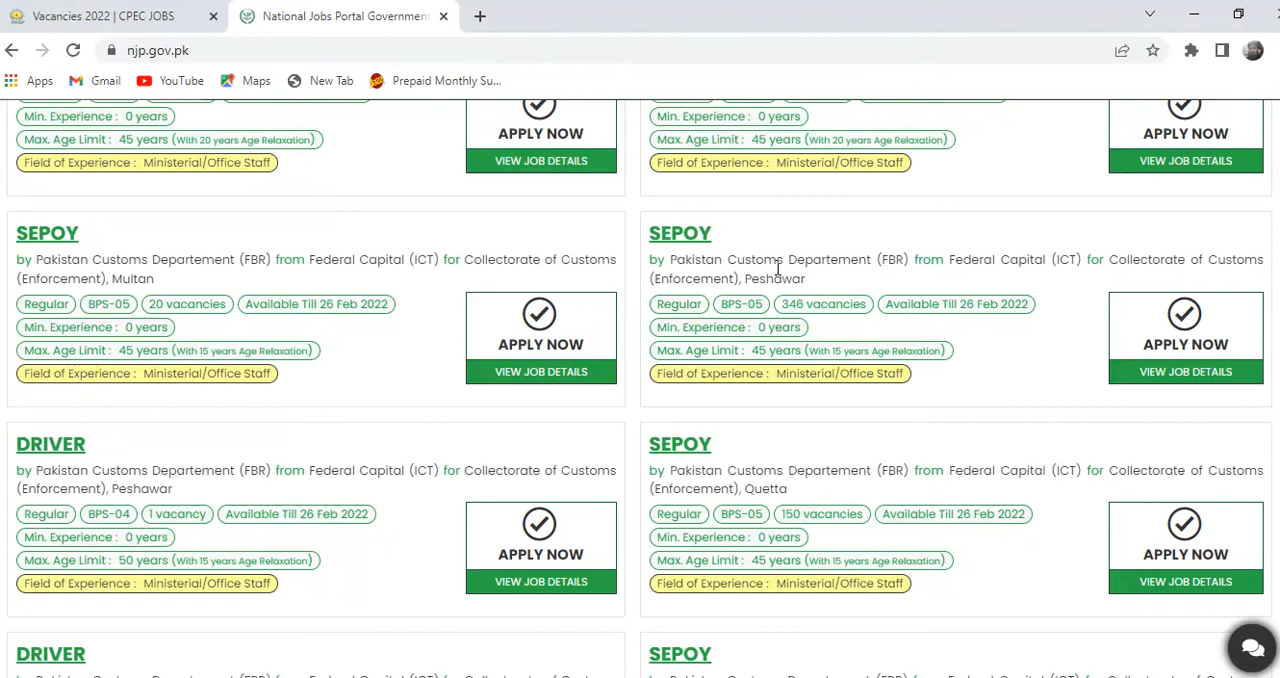 Vacancies 2022 | CPEC JOBS
National Jobs Portal Government
njp.gov.pk
Apps
Gmail
YouTube
Maps
New Tab
Prepaid Monthly Su...
Min. Experience : 0 years
Max. Age Limit : 45 years (With 20 years Age Relaxation)
Field of Experience : Ministerial/Office Staff
APPLY NOW
VIEW JOB DETAILS
Min. Experience : 0 years
Max. Age Limit : 45 years (With 20 years Age Relaxation)
Field of Experience : Ministerial/Office Staff
APPLY NOW
VIEW JOB DETAILS
SEPOY
by Pakistan Customs Departement (FBR) from Federal Capital (ICT) for Collectorate of Customs
(Enforcement), Multan
Regular BPS-05 20 vacancies Available Till 26 Feb 2022
Min. Experience : 0 years
Max. Age Limit : 45 years (With 15 years Age Relaxation)
Field of Experience : Ministerial/Office Staff
APPLY NOW
VIEW JOB DETAILS
SEPOY
by Pakistan Customs Departement (FBR) from Federal Capital (ICT) for Collectorate of Customs
(Enforcement), Peshawar
Regular BPS-05 346 vacancies Available Till 26 Feb 2022
Min. Experience : 0 years
Max. Age Limit : 45 years (With 15 years Age Relaxation)
Field of Experience : Ministerial/Office Staff
APPLY NOW
VIEW JOB DETAILS
DRIVER
by Pakistan Customs Departement (FBR) from Federal Capital (ICT) for Collectorate of Customs
(Enforcement), Peshawar
Regular BPS-04 1 vacancy Available Till 26 Feb 2022
Min. Experience : 0 years
Max. Age Limit : 50 years (With 15 years Age Relaxation)
Field of Experience : Ministerial/Office Staff
APPLY NOW
VIEW JOB DETAILS
SEPOY
by Pakistan Customs Departement (FBR) from Federal Capital (ICT) for Collectorate of Customs
(Enforcement), Quetta
Regular BPS-05 150 vacancies Available Till 26 Feb 2022
Min. Experience : 0 years
Max. Age Limit : 45 years (With 15 years Age Relaxation)
Field of Experience : Ministerial/Office Staff
APPLY NOW
VIEW JOB DETAILS
DRIVER
SEPOY